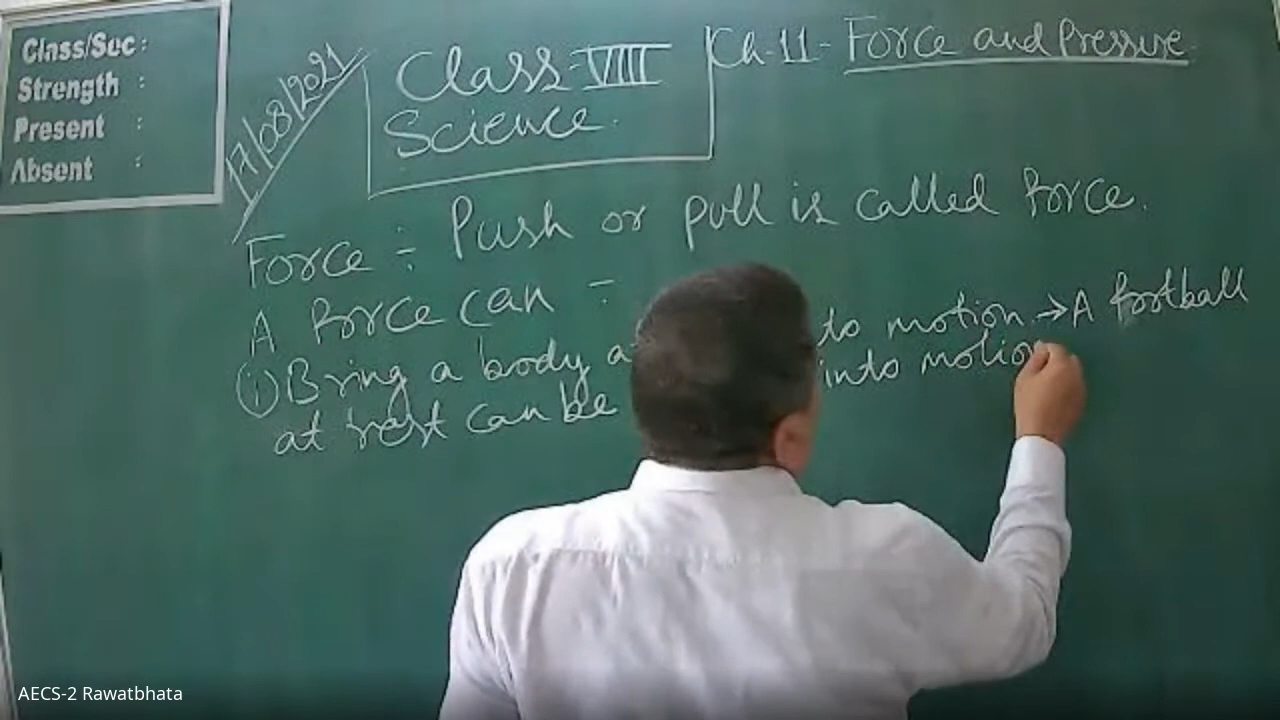 Class/Sec :
Strength :
Present :
Absent :
17/08/2021
Class-VIII
Science
Ch-11- Force and Pressure
Force ÷ Push or pull is called force.
A force can -
(i) Bring a body to motion → A football
at rest can be into motion
AECS-2 Rawatbhata